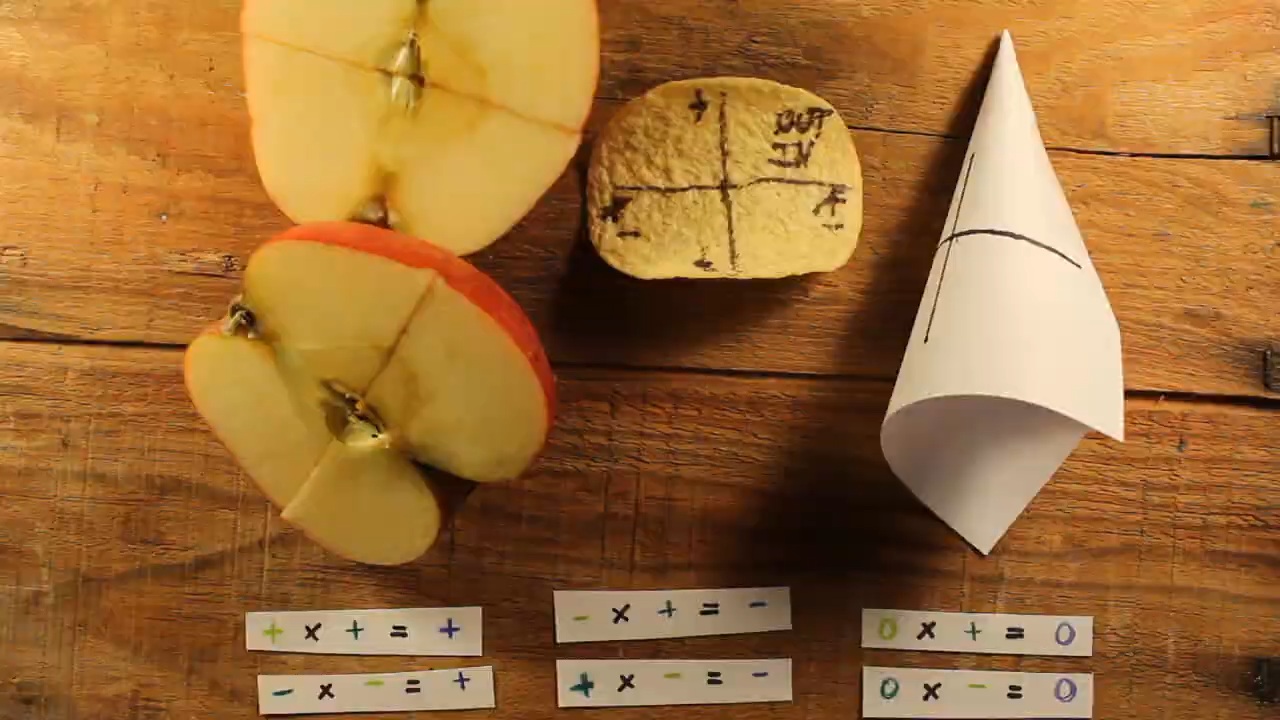 +
OUT
IN
+ x + = +
- x + = -
0 x + = 0
- x - = +
+ x - = -
0 x - = 0